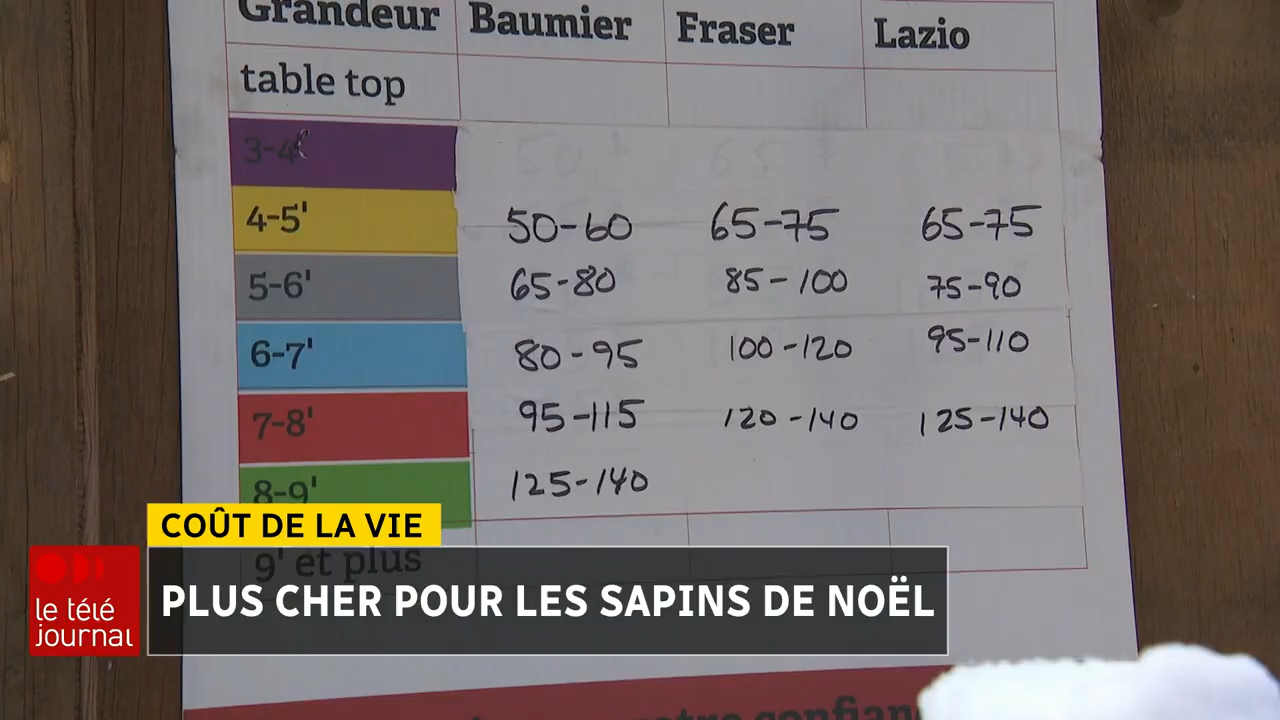 Grandeur Baumier Fraser Lazio
table top
3-4'
4-5' 50-60 65-75 65-75
5-6' 65-80 85-100 75-90
6-7' 80-95 100-120 95-110
7-8' 95-115 120-140 125-140
8-9' 125-140
COÛT DE LA VIE
9' et plus
PLUS CHER POUR LES SAPINS DE NOËL
le télé
journal